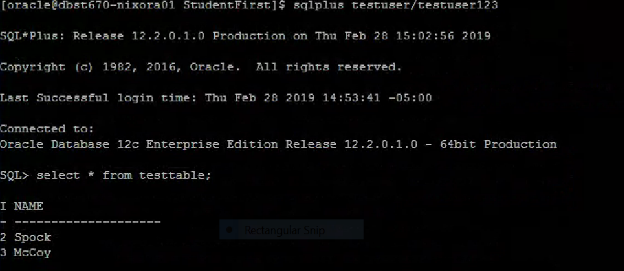 [oracle@dbst670-nixora01 StudentFirst]$ sqlplus testuser/testuser123
SQL*Plus: Release 12.2.0.1.0 Production on Thu Feb 28 15:02:56 2019
Copyright (c) 1982, 2016, Oracle.  All rights reserved.
Last Successful login time: Thu Feb 28 2019 14:53:41 -05:00
Connected to:
Oracle Database 12c Enterprise Edition Release 12.2.0.1.0 - 64bit Production
SQL> select * from testtable;
I NAME
- --------------------
2 Spock
Rectangular Snip
3 McCoy